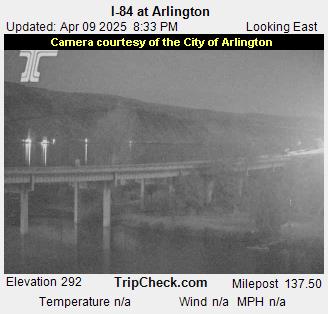 I-84 at Arlington
Updated: Apr 09 2025 8:33 PM Looking East
Camera courtesy of the City of Arlington
Elevation 292 TripCheck.com Milepost 137.50
Temperature n/a Wind n/a MPH n/a